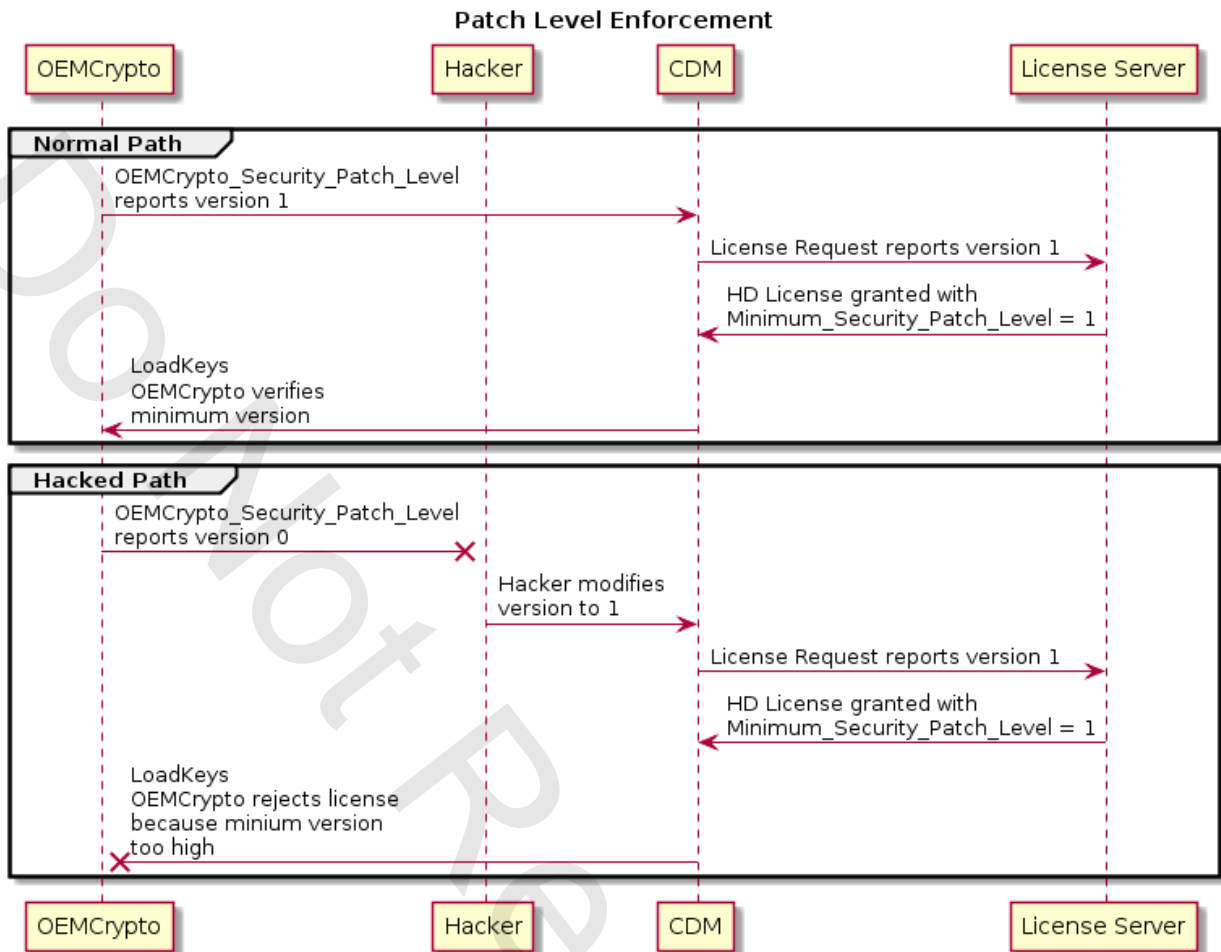 Patch Level Enforcement
OEMCrypto
Hacker
CDM
License Server
Normal Path
OEMCrypto_Security_Patch_Level
reports version 1
License Request reports version 1
HD License granted with
Minimum_Security_Patch_Level = 1
LoadKeys
OEMCrypto verifies
minimum version
Hacked Path
OEMCrypto_Security_Patch_Level
reports version 0
Hacker modifies
version to 1
License Request reports version 1
HD License granted with
Minimum_Security_Patch_Level = 1
LoadKeys
OEMCrypto rejects license
because minium version
too high
OEMCrypto
Hacker
CDM
License Server
Do Not Re